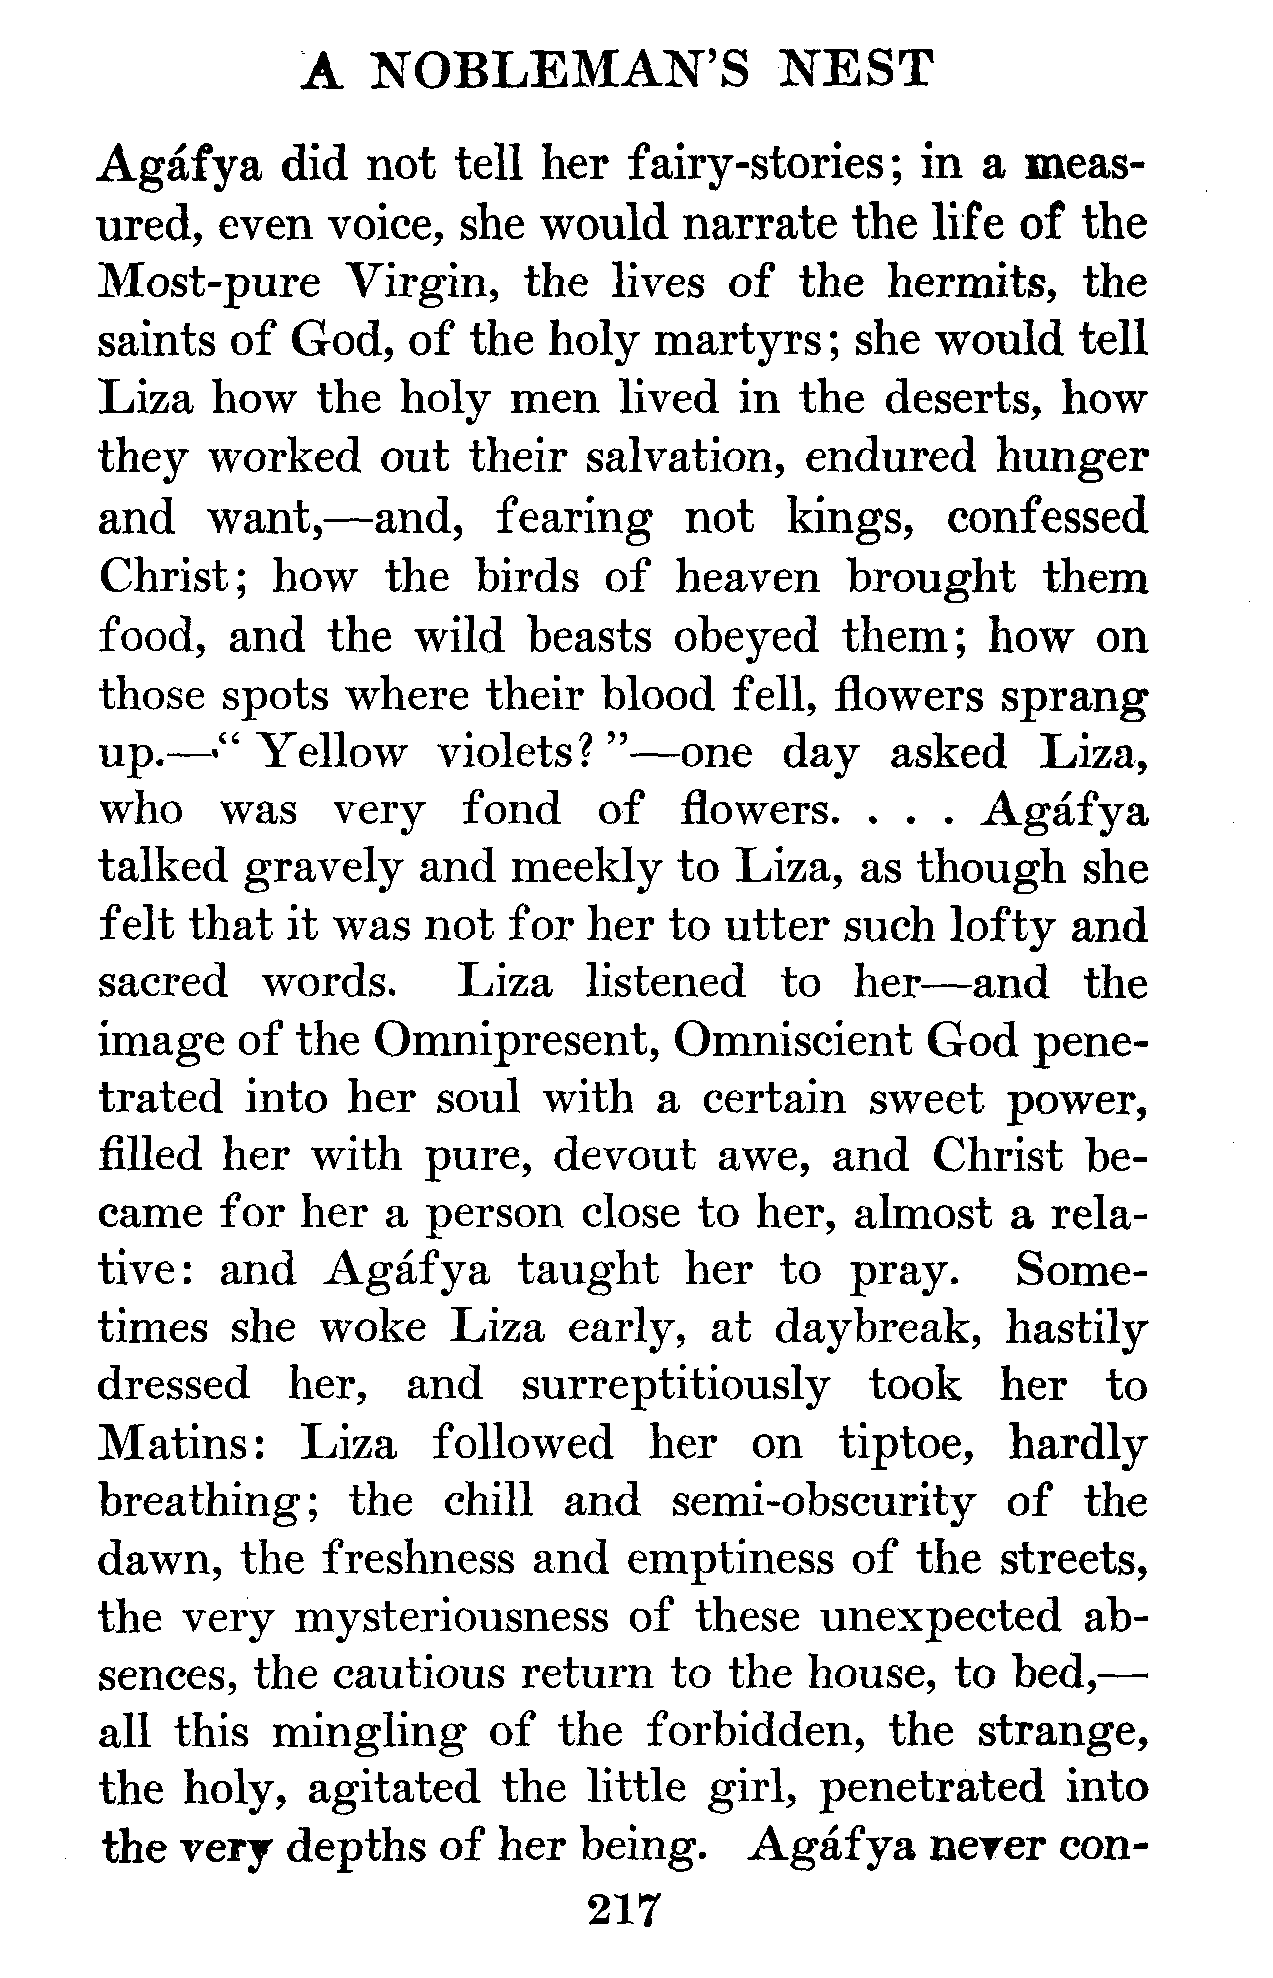 A NOBLEMAN'S NEST
Agáfya did not tell her fairy-stories; in a meas-
ured, even voice, she would narrate the life of the
Most-pure Virgin, the lives of the hermits, the
saints of God, of the holy martyrs; she would tell
Liza how the holy men lived in the deserts, how
they worked out their salvation, endured hunger
and want,—and, fearing not kings, confessed
Christ; how the birds of heaven brought them
food, and the wild beasts obeyed them; how on
those spots where their blood fell, flowers sprang
up.—"Yellow violets?"—one day asked Liza,
who was very fond of flowers. . . . Agáfya
talked gravely and meekly to Liza, as though she
felt that it was not for her to utter such lofty and
sacred words. Liza listened to her—and the
image of the Omnipresent, Omniscient God pene-
trated into her soul with a certain sweet power,
filled her with pure, devout awe, and Christ be-
came for her a person close to her, almost a rela-
tive: and Agáfya taught her to pray. Some-
times she woke Liza early, at daybreak, hastily
dressed her, and surreptitiously took her to
Matins: Liza followed her on tiptoe, hardly
breathing; the chill and semi-obscurity of the
dawn, the freshness and emptiness of the streets,
the very mysteriousness of these unexpected ab-
sences, the cautious return to the house, to bed,—
all this mingling of the forbidden, the strange,
the holy, agitated the little girl, penetrated into
the very depths of her being. Agáfya never con-
217